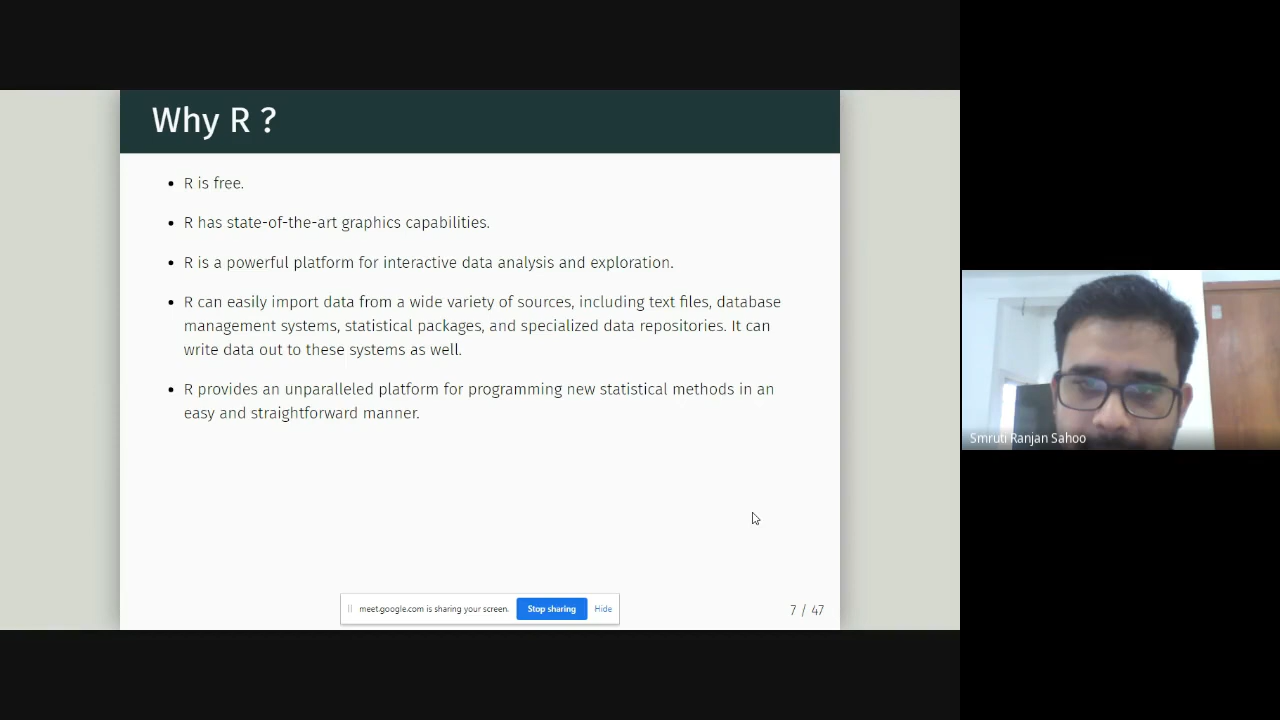 Why R ?
• R is free.
• R has state-of-the-art graphics capabilities.
• R is a powerful platform for interactive data analysis and exploration.
• R can easily import data from a wide variety of sources, including text files, database
management systems, statistical packages, and specialized data repositories. It can
write data out to these systems as well.
• R provides an unparalleled platform for programming new statistical methods in an
easy and straightforward manner.
meet.google.com is sharing your screen.
Stop sharing
Hide
7 / 47
Smruti Ranjan Sahoo